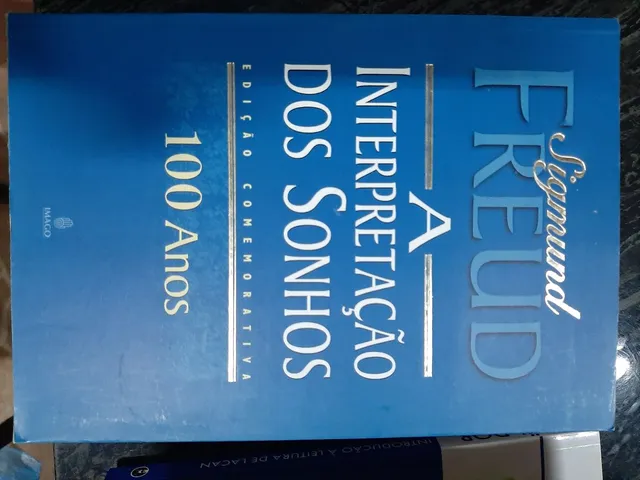 Sigmund
FREUD
A
INTERPRETAÇÃO
DOS SONHOS
EDIÇÃO COMEMORATIVA
100 Anos
IMAGO
INTRODUÇÃO À LEITURA DE LACAN